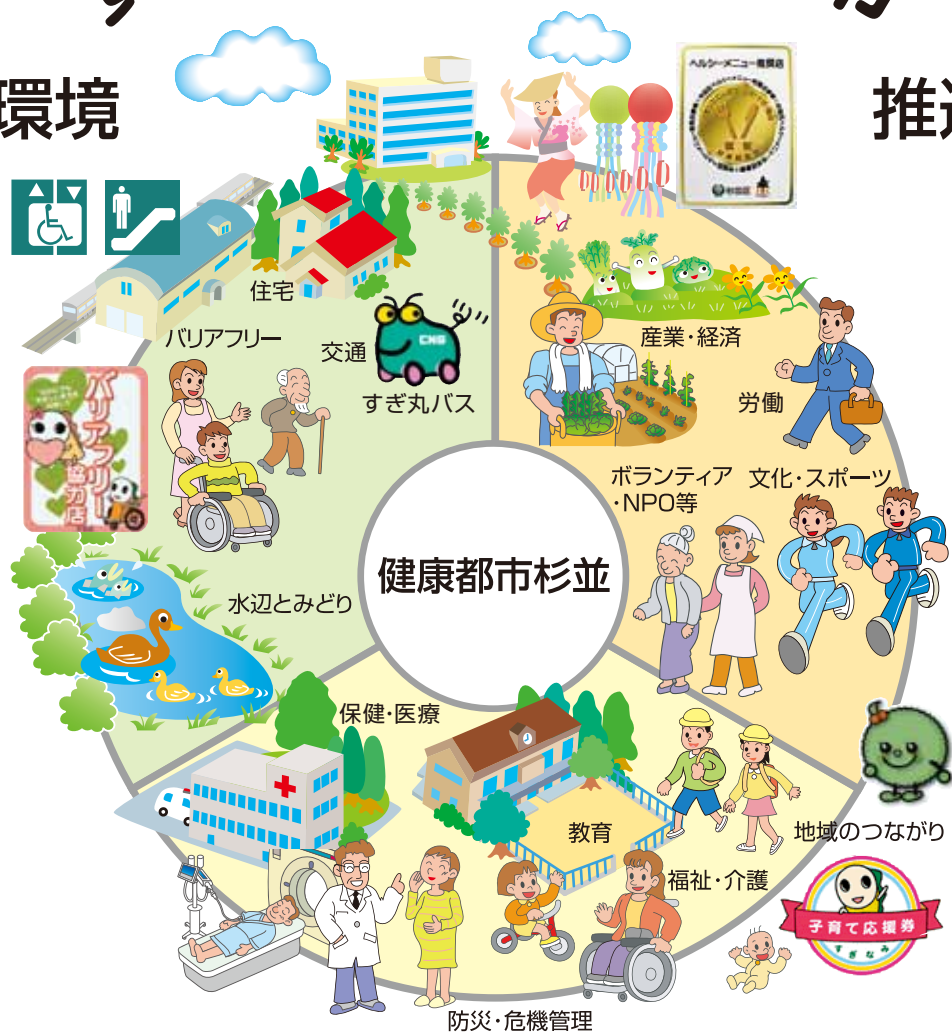 環境
推進
ヘルシーメニュー推奨店
住宅
バリアフリー
交通
CNG
すぎ丸バス
産業・経済
労働
バリアフリー
協力店
ボランティア
・NPO等
文化・スポーツ
健康都市杉並
水辺とみどり
保健・医療
教育
地域のつながり
福祉・介護
子育て応援券
すぎなみ
防災・危機管理